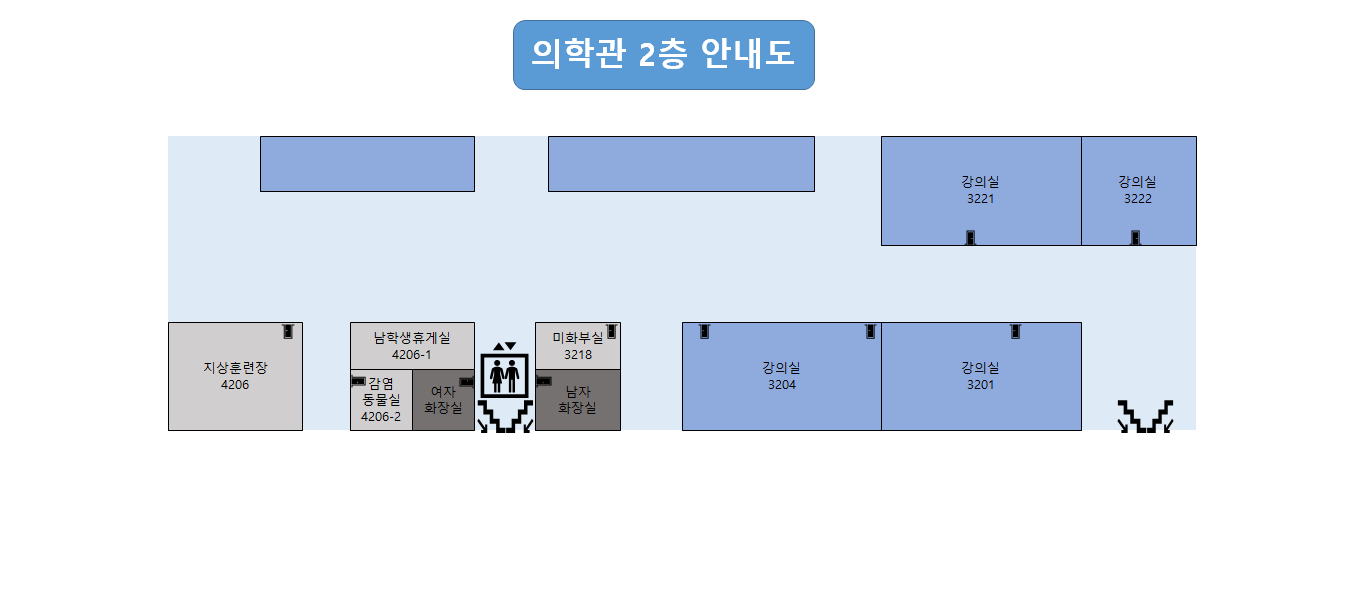 의학관 2층 안내도
강의실
3221
강의실
3222
지상훈련장
4206
남학생휴게실
4206-1
감염
동물실
4206-2
여자
화장실
미화부실
3218
남자
화장실
강의실
3204
강의실
3201